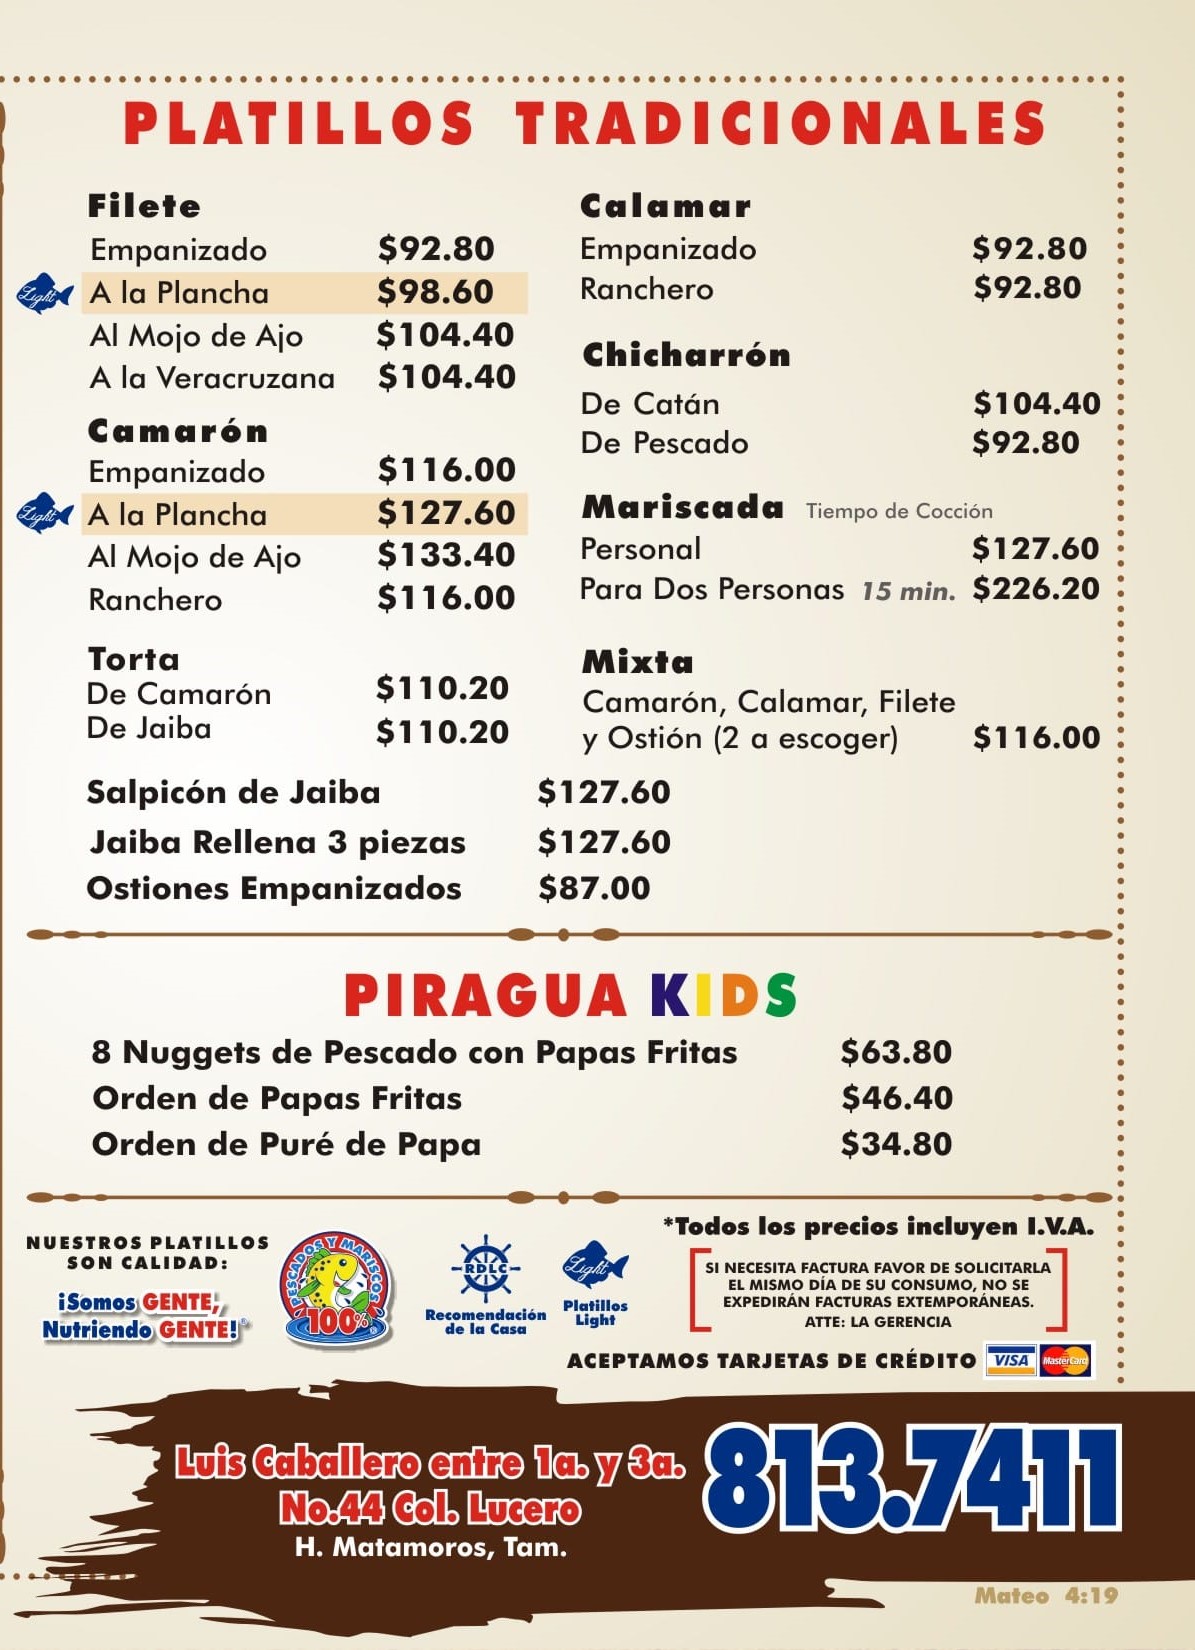 PLATILLOS TRADICIONALES
Filete
Empanizado $92.80
Light A la Plancha $98.60
Al Mojo de Ajo $104.40
A la Veracruzana $104.40
Camarón
Empanizado $116.00
Light A la Plancha $127.60
Al Mojo de Ajo $133.40
Ranchero $116.00
Torta
De Camarón $110.20
De Jaiba $110.20
Calamar
Empanizado $92.80
Ranchero $92.80
Chicharrón
De Catán $104.40
De Pescado $92.80
Mariscada Tiempo de Cocción
Personal $127.60
Para Dos Personas 15 min. $226.20
Mixta
Camarón, Calamar, Filete
y Ostión (2 a escoger) $116.00
Salpicón de Jaiba $127.60
Jaiba Rellena 3 piezas $127.60
Ostiones Empanizados $87.00
PIRAGUA KIDS
8 Nuggets de Pescado con Papas Fritas $63.80
Orden de Papas Fritas $46.40
Orden de Puré de Papa $34.80
NUESTROS PLATILLOS
SON CALIDAD:
¡Somos GENTE,
Nutriendo GENTE!®
PESCADOS Y MARISCOS
100%®
RDLC
Recomendación
de la Casa
Light
Platillos
Light
*Todos los precios incluyen I.V.A.
SI NECESITA FACTURA FAVOR DE SOLICITARLA
EL MISMO DÍA DE SU CONSUMO, NO SE
EXPEDIRÁN FACTURAS EXTEMPORÁNEAS.
ATTE: LA GERENCIA
ACEPTAMOS TARJETAS DE CRÉDITO VISA MasterCard
Luis Caballero entre 1a. y 3a.
No.44 Col. Lucero
H. Matamoros, Tam.
813.7411
Mateo 4:19